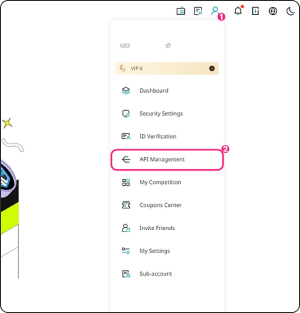 1
UID
VIP 0
Dashboard
Security Settings
ID Verification
2
API Management
My Competition
Coupons Center
Invite Friends
My Settings
Sub-account